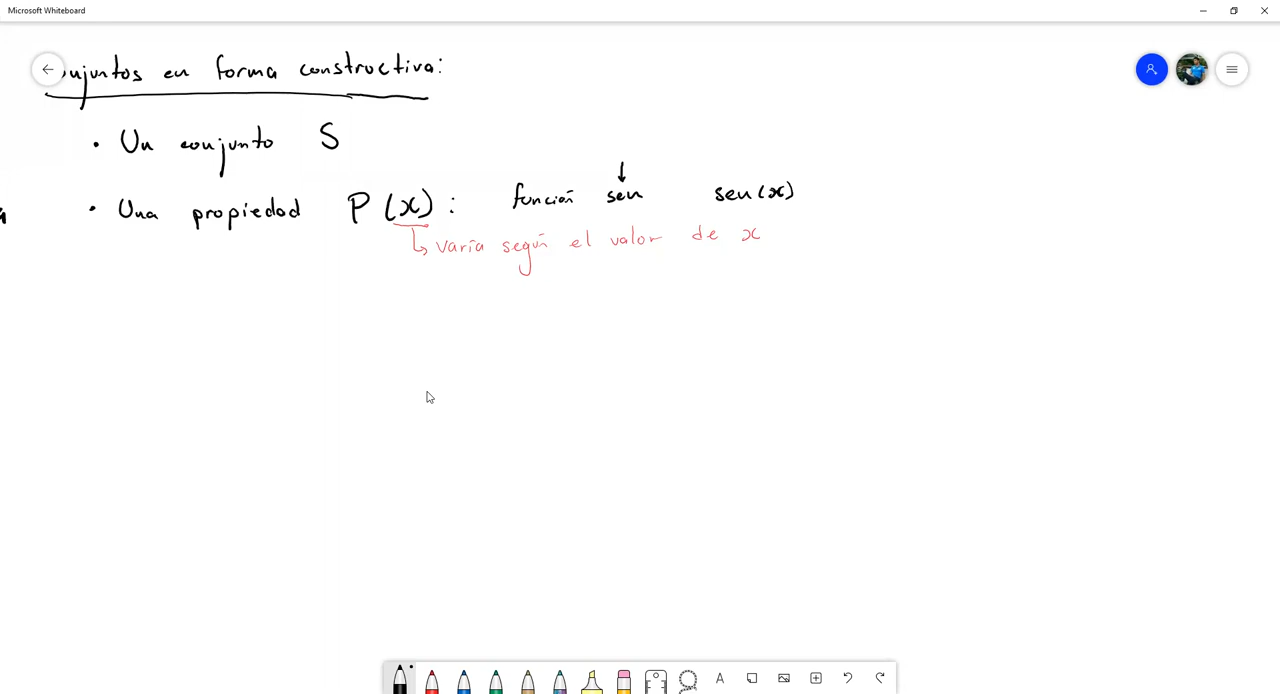 Microsoft Whiteboard
onjuntos en forma constructiva:
• Un conjunto S
• Una propiedad P(x): función sen sen(x)
↳ varía según el valor de x